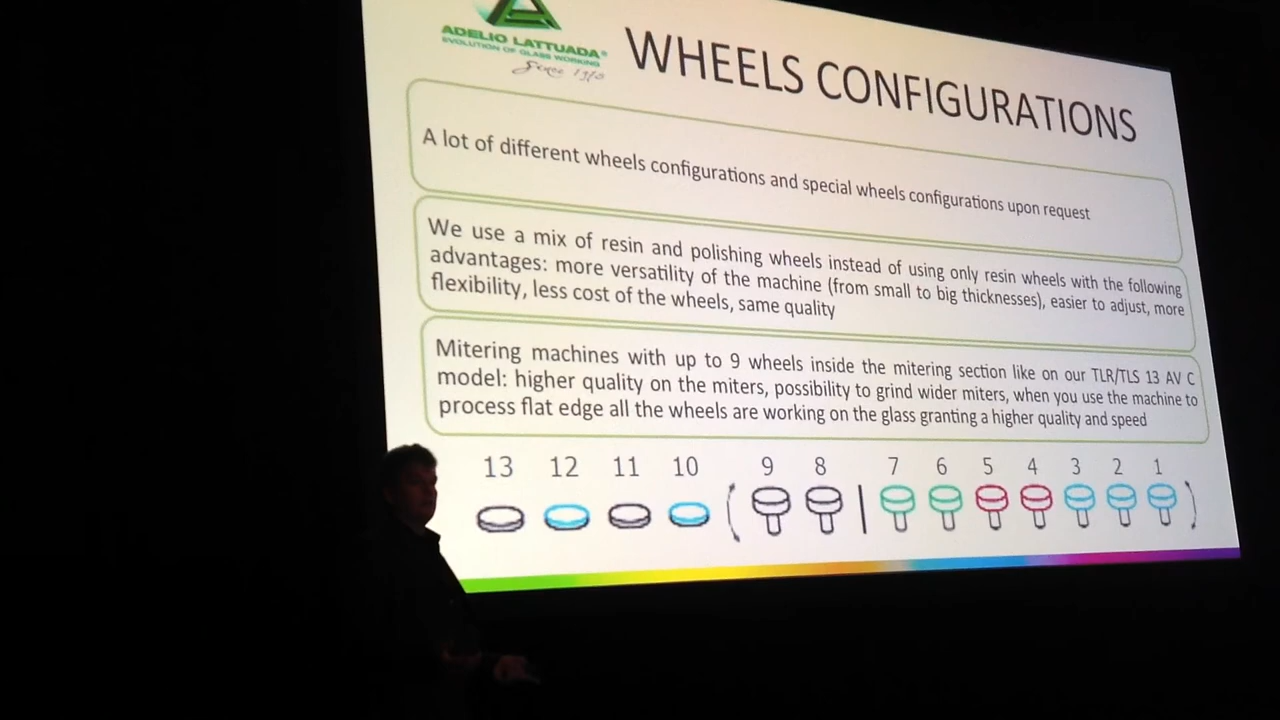 ADELIO LATTUADA®
EVOLUTION OF GLASS WORKING
Since 1970
WHEELS CONFIGURATIONS
A lot of different wheels configurations and special wheels configurations upon request
We use a mix of resin and polishing wheels instead of using only resin wheels with the following
advantages: more versatility of the machine (from small to big thicknesses), easier to adjust, more
flexibility, less cost of the wheels, same quality
Mitering machines with up to 9 wheels inside the mitering section like on our TLR/TLS 13 AV C
model: higher quality on the miters, possibility to grind wider miters, when you use the machine to
process flat edge all the wheels are working on the glass granting a higher quality and speed
13 12 11 10 9 8 7 6 5 4 3 2 1